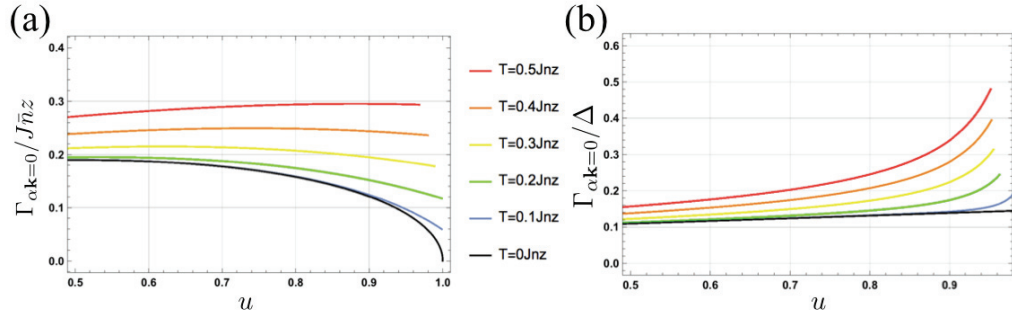 (a)
Γαk=0/Jn̄z
0.4
0.3
0.2
0.1
0.0
0.5 0.6 0.7 0.8 0.9 1.0
u
T=0.5Jnz
T=0.4Jnz
T=0.3Jnz
T=0.2Jnz
T=0.1Jnz
T=0Jnz
(b)
Γαk=0/Δ
0.6
0.5
0.4
0.3
0.2
0.1
0.0
0.5 0.6 0.7 0.8 0.9
u